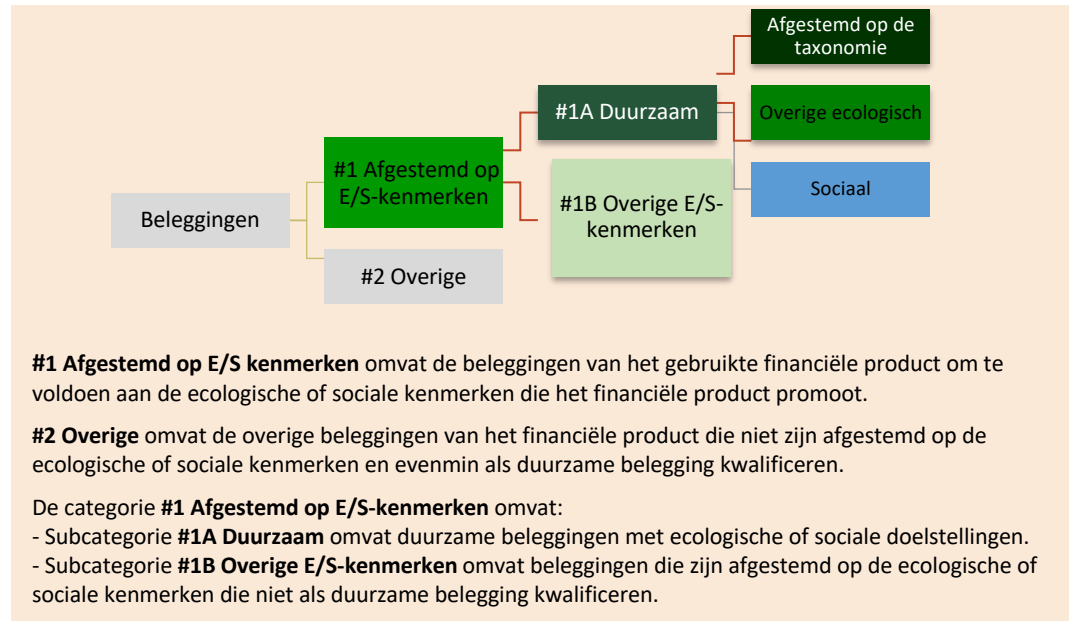 Afgestemd op de
taxonomie
#1A Duurzaam
Overige ecologisch
#1 Afgestemd op
E/S-kenmerken
Sociaal
#1B Overige E/S-
kenmerken
Beleggingen
#2 Overige
#1 Afgestemd op E/S kenmerken omvat de beleggingen van het gebruikte financiële product om te
voldoen aan de ecologische of sociale kenmerken die het financiële product promoot.
#2 Overige omvat de overige beleggingen van het financiële product die niet zijn afgestemd op de
ecologische of sociale kenmerken en evenmin als duurzame belegging kwalificeren.
De categorie #1 Afgestemd op E/S-kenmerken omvat:
- Subcategorie #1A Duurzaam omvat duurzame beleggingen met ecologische of sociale doelstellingen.
- Subcategorie #1B Overige E/S-kenmerken omvat beleggingen die zijn afgestemd op de ecologische of
sociale kenmerken die niet als duurzame belegging kwalificeren.